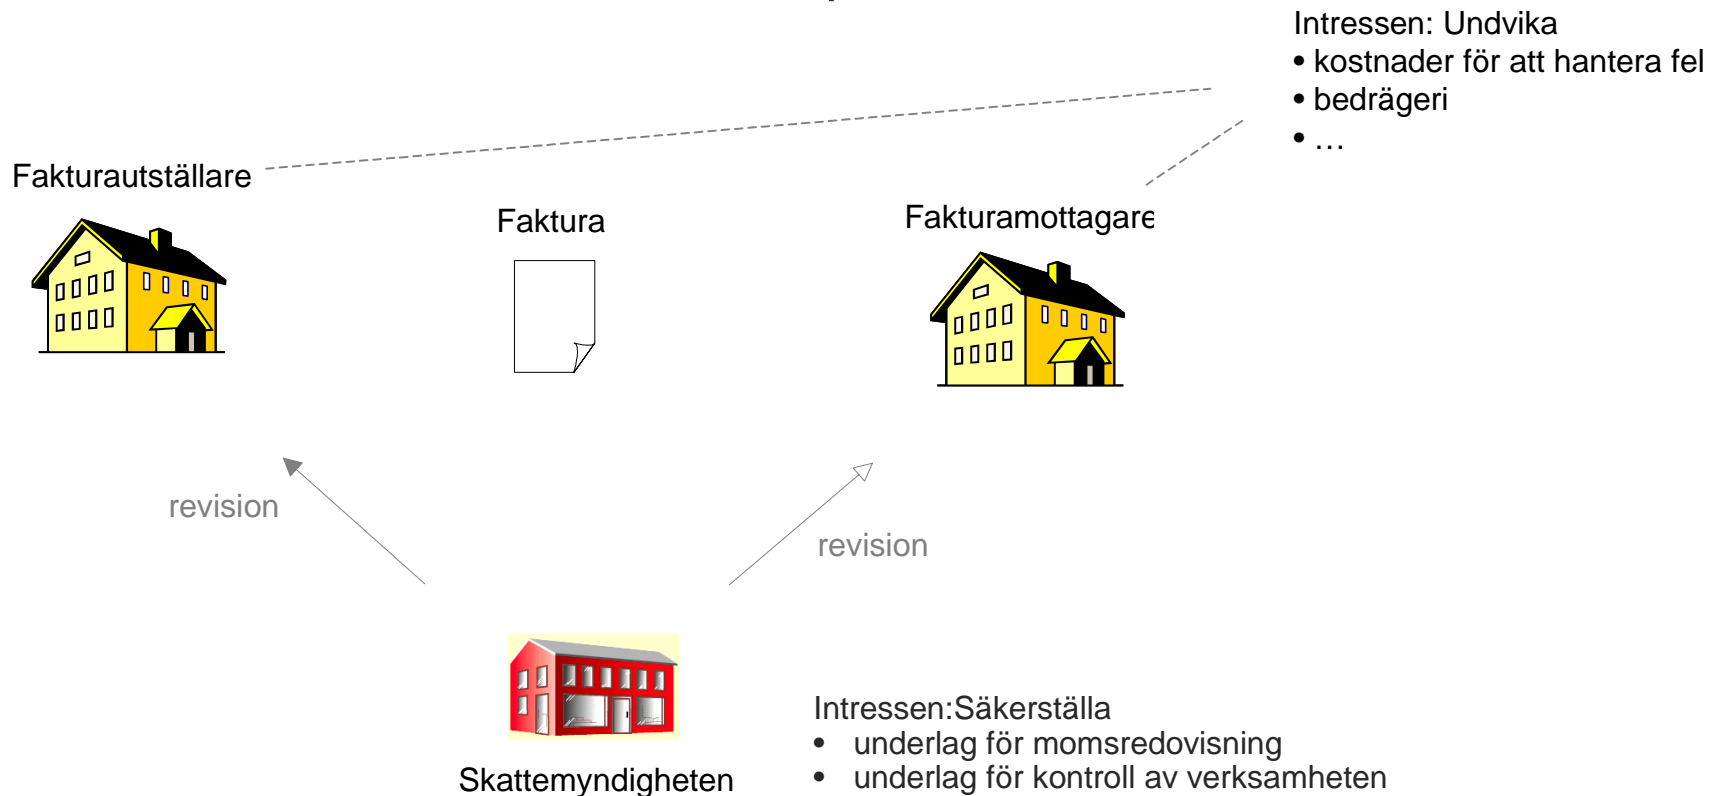 Intressen: Undvika
• kostnader för att hantera fel
• bedrägeri
• ...
Fakturautställare
Faktura
Fakturamottagare
revision
revision
Intressen:Säkerställa
• underlag för momsredovisning
• underlag för kontroll av verksamheten
Skattemyndigheten